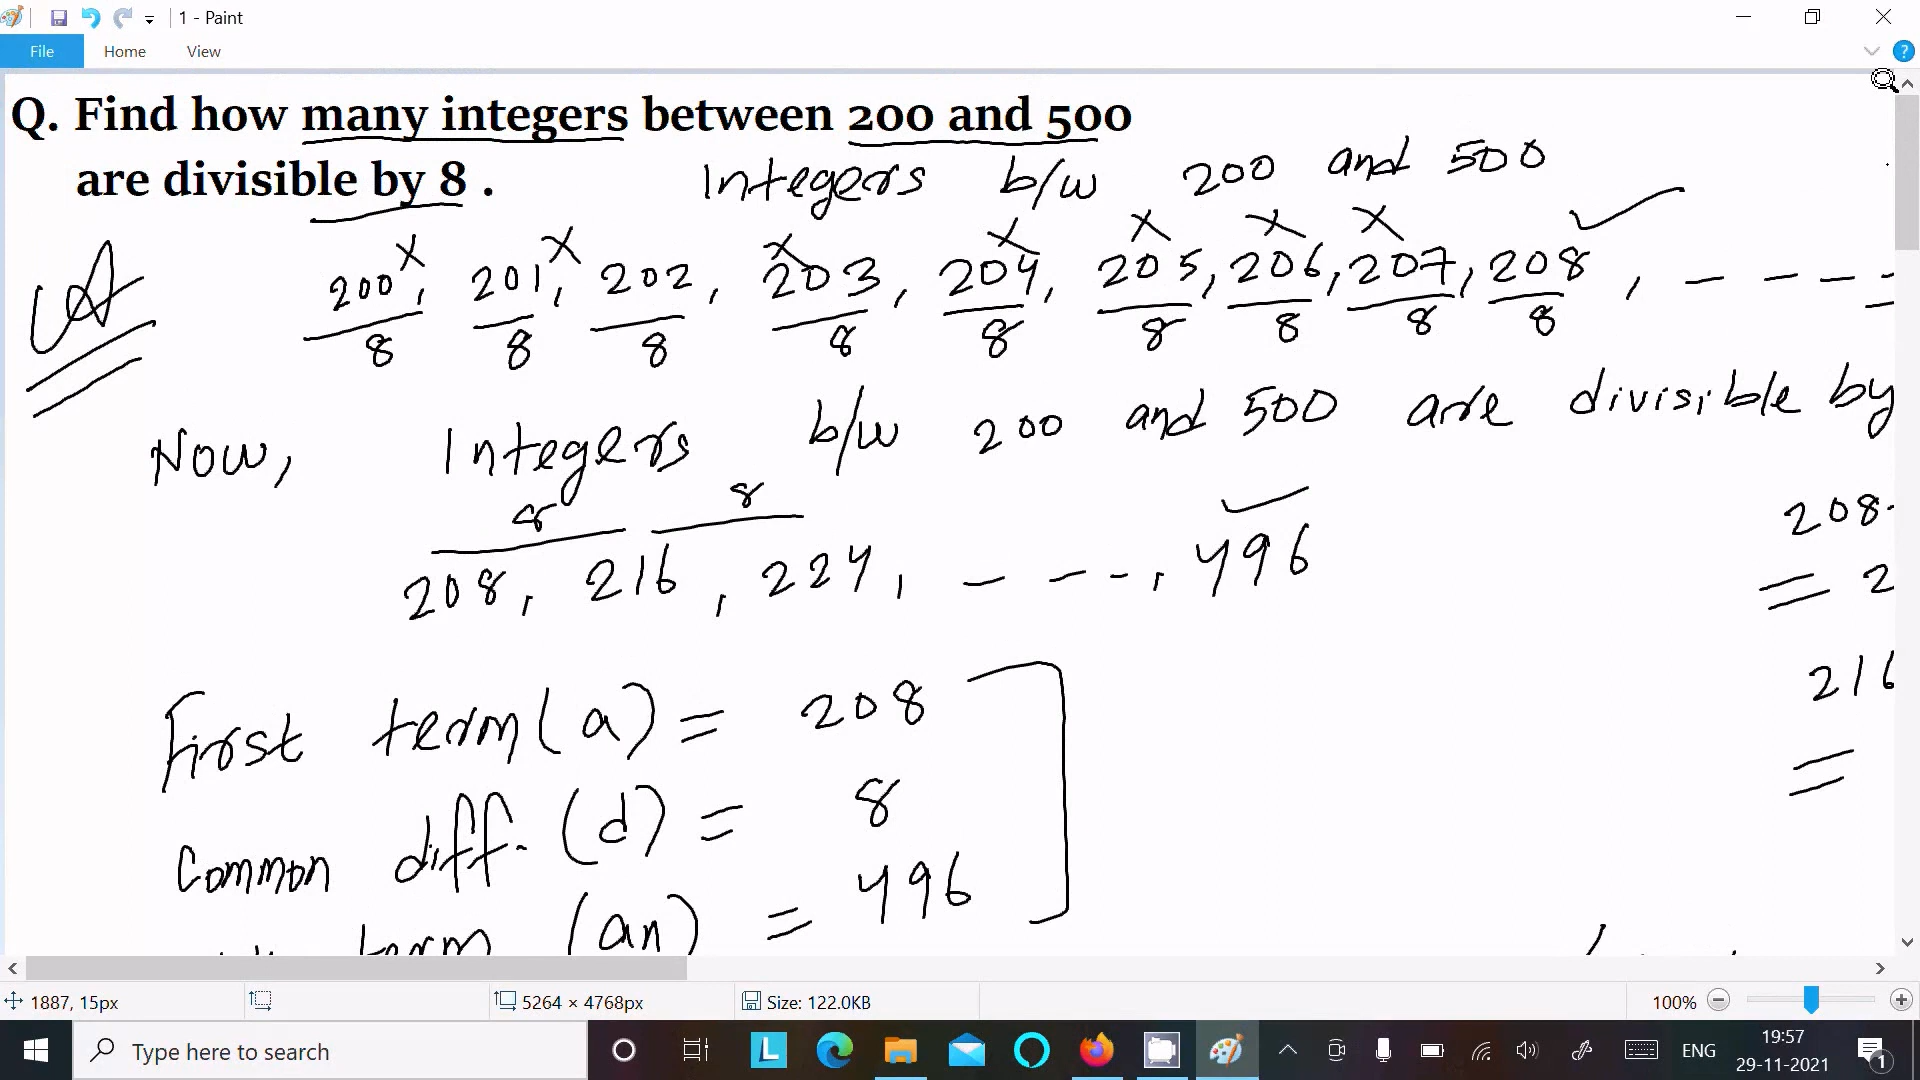 1 - Paint
File Home View
Q. Find how many integers between 200 and 500
are divisible by 8 .
Integers b/w 200 and 500
A
x x x x x x x
200, 201, 202, 203, 204, 205, 206, 207, 208, - - - -
8 8 8 8 8 8 8 8 8
Now, Integers b/w 200 and 500 are divisible by
8 8
208, 216, 224, - - - , 496
208-
= 2
First term (a) = 208
216
=
Common diff. (d) = 8
term (an) = 496
1887, 15px
5264 × 4768px
Size: 122.0KB
100%
Type here to search
L
ENG
19:57
29-11-2021
1